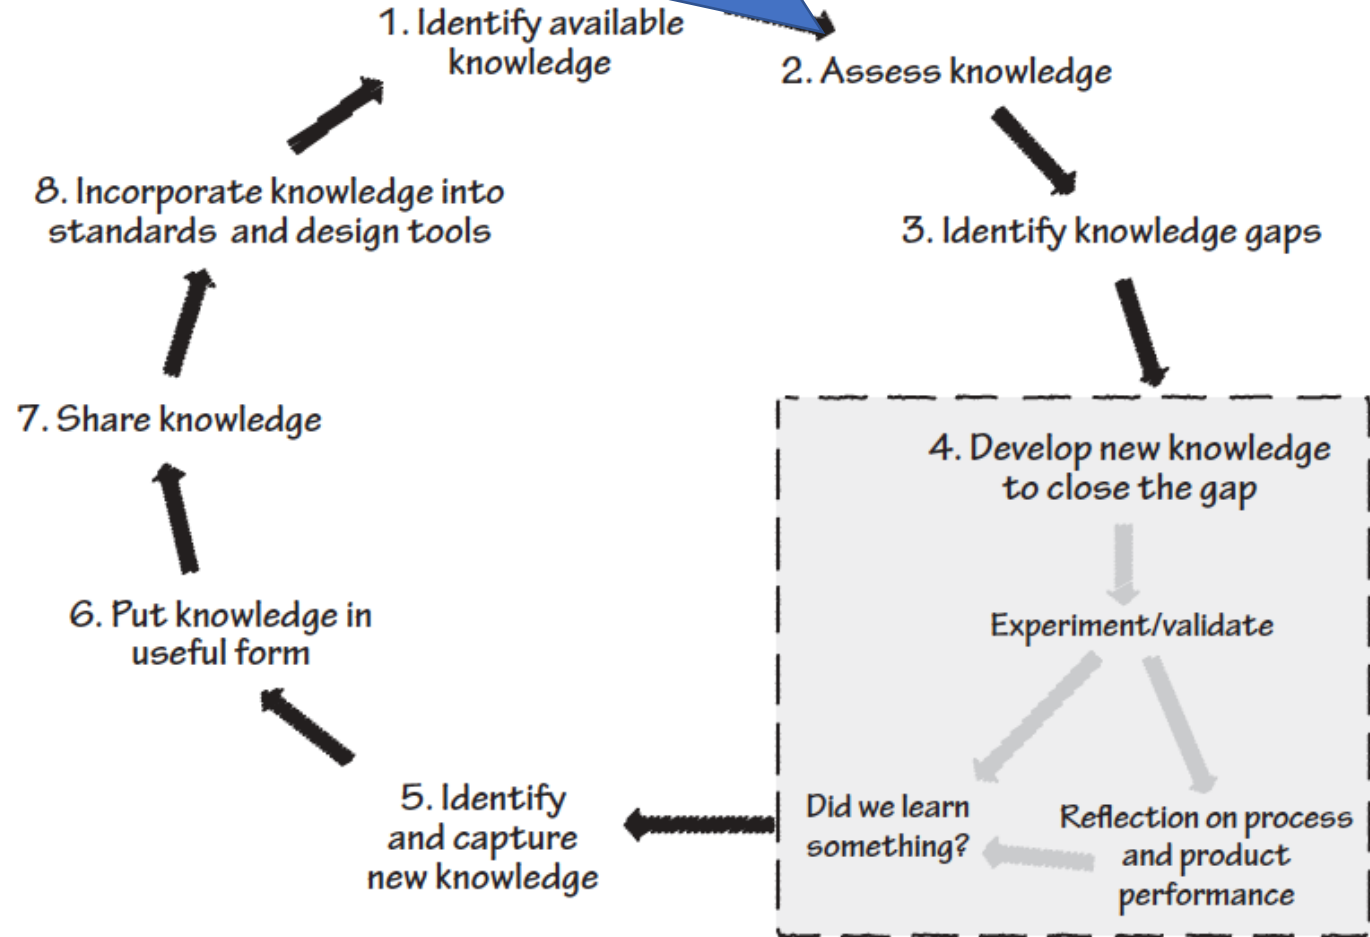 1. Identify available
knowledge
2. Assess knowledge
3. Identify knowledge gaps
4. Develop new knowledge
to close the gap
Experiment/validate
Did we learn
something?
Reflection on process
and product
performance
5. Identify
and capture
new knowledge
6. Put knowledge in
useful form
7. Share knowledge
8. Incorporate knowledge into
standards and design tools